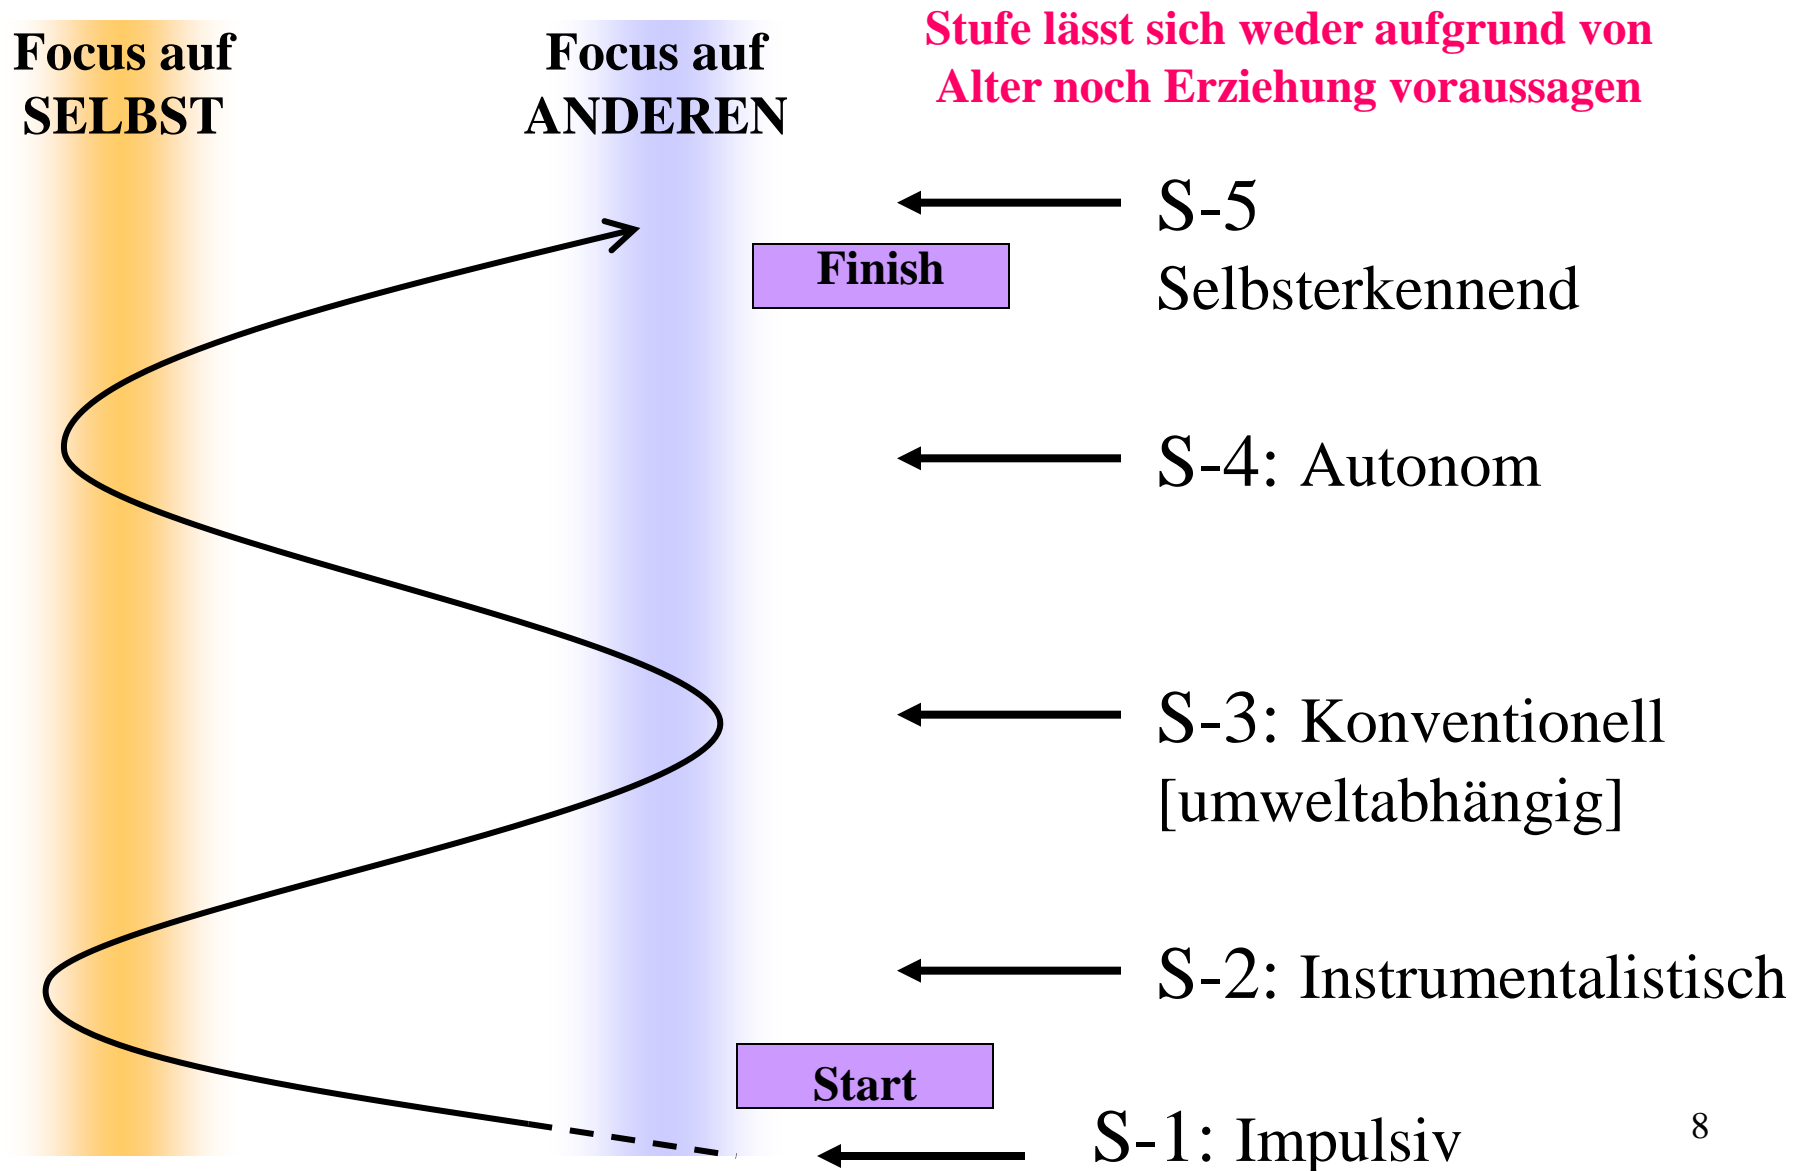 Focus auf
SELBST
Focus auf
ANDEREN
Stufe lässt sich weder aufgrund von
Alter noch Erziehung voraussagen
S-5
Finish
Selbsterkennend
S-4: Autonom
S-3: Konventionell
[umweltabhängig]
S-2: Instrumentalistisch
Start
S-1: Impulsiv
8